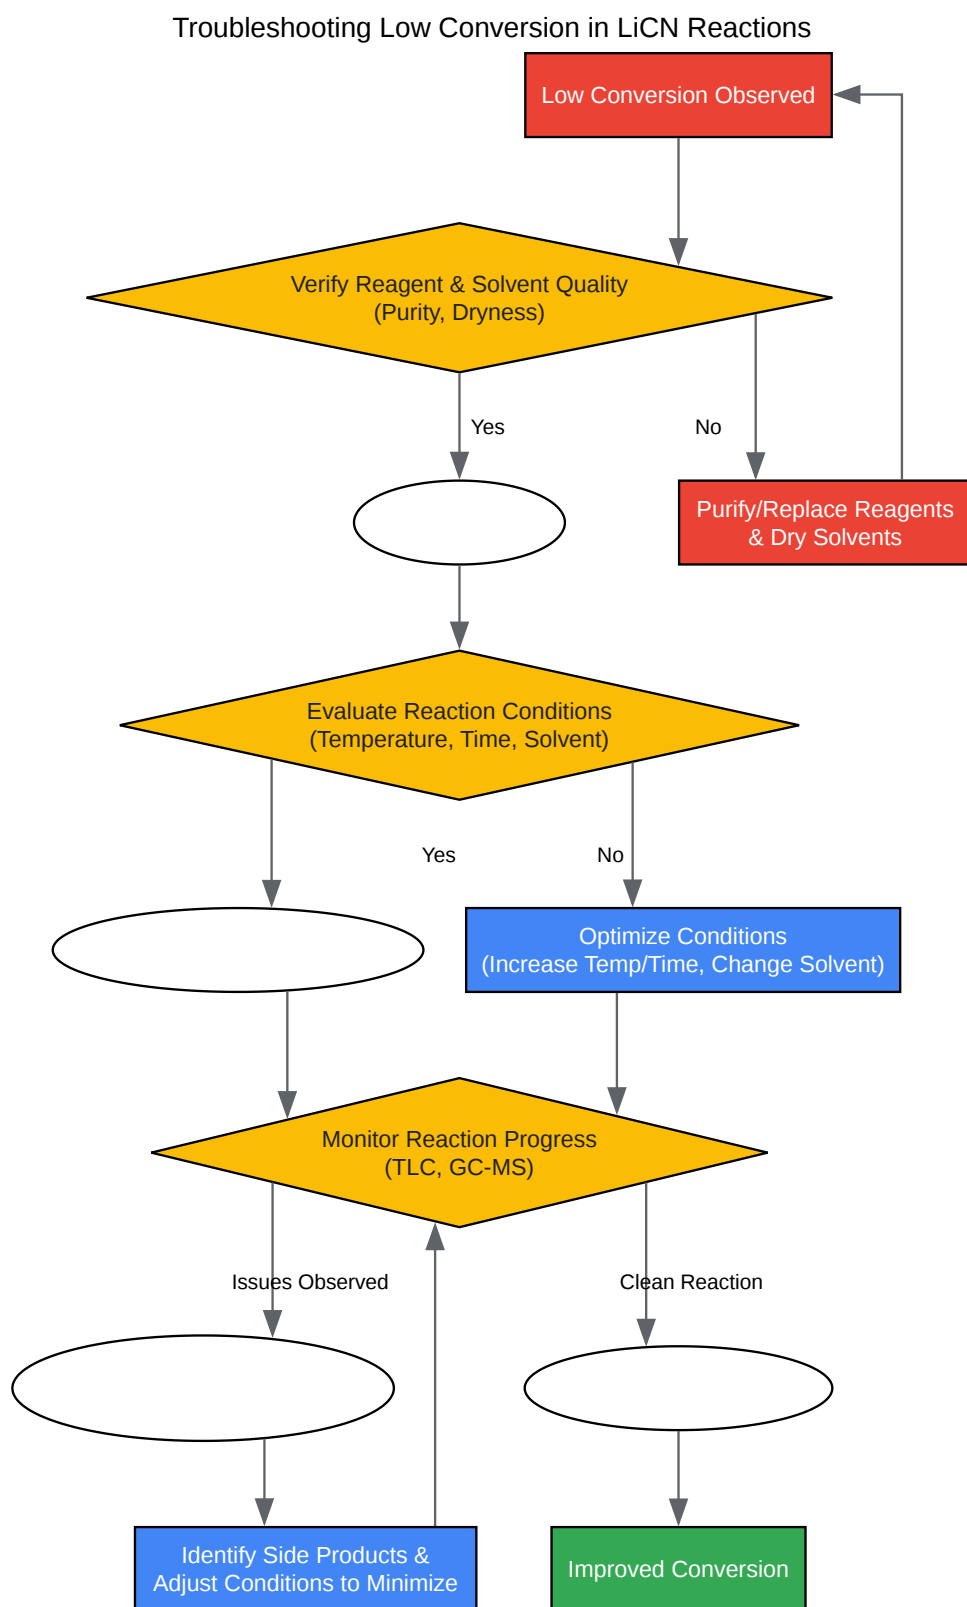 Troubleshooting Low Conversion in LiCN Reactions
Low Conversion Observed
Verify Reagent & Solvent Quality
(Purity, Dryness)
Yes
No
Purify/Replace Reagents
& Dry Solvents
Evaluate Reaction Conditions
(Temperature, Time, Solvent)
Yes
No
Optimize Conditions
(Increase Temp/Time, Change Solvent)
Monitor Reaction Progress
(TLC, GC-MS)
Issues Observed
Clean Reaction
Identify Side Products &
Adjust Conditions to Minimize
Improved Conversion